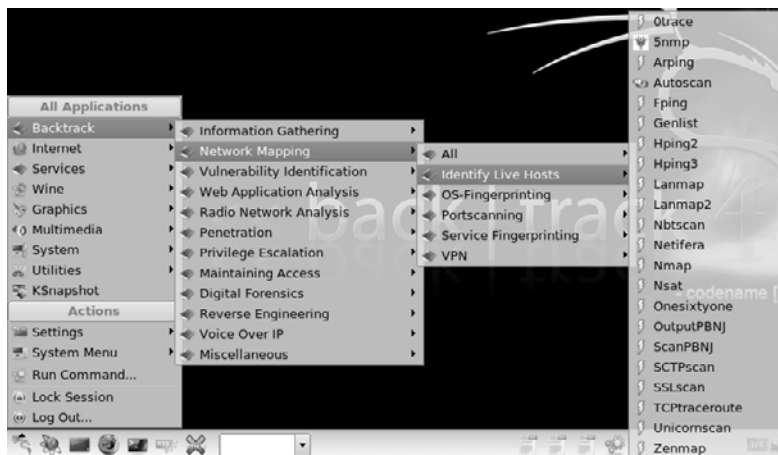 All Applications
Backtrack
Internet
Services
Wine
Graphics
Multimedia
System
Utilities
KSnapshot
Actions
Settings
System Menu
Run Command...
Lock Session
Log Out...
Information Gathering
Network Mapping
Vulnerability Identification
Web Application Analysis
Radio Network Analysis
Penetration
Privilege Escalation
Maintaining Access
Digital Forensics
Reverse Engineering
Voice Over IP
Miscellaneous
All
Identify Live Hosts
OS-Fingerprinting
Portscanning
Service Fingerprinting
VPN
0trace
5nmp
Arping
Autoscan
Fping
Genlist
Hping2
Hping3
Lanmap
Lanmap2
Nbtscan
Netifera
Nmap
Nsat
Onesixtyone
OutputPBNJ
ScanPBNJ
SCTPscan
SSLscan
TCPtraceroute
Unicornscan
Zenmap
back | track 4
- codename [